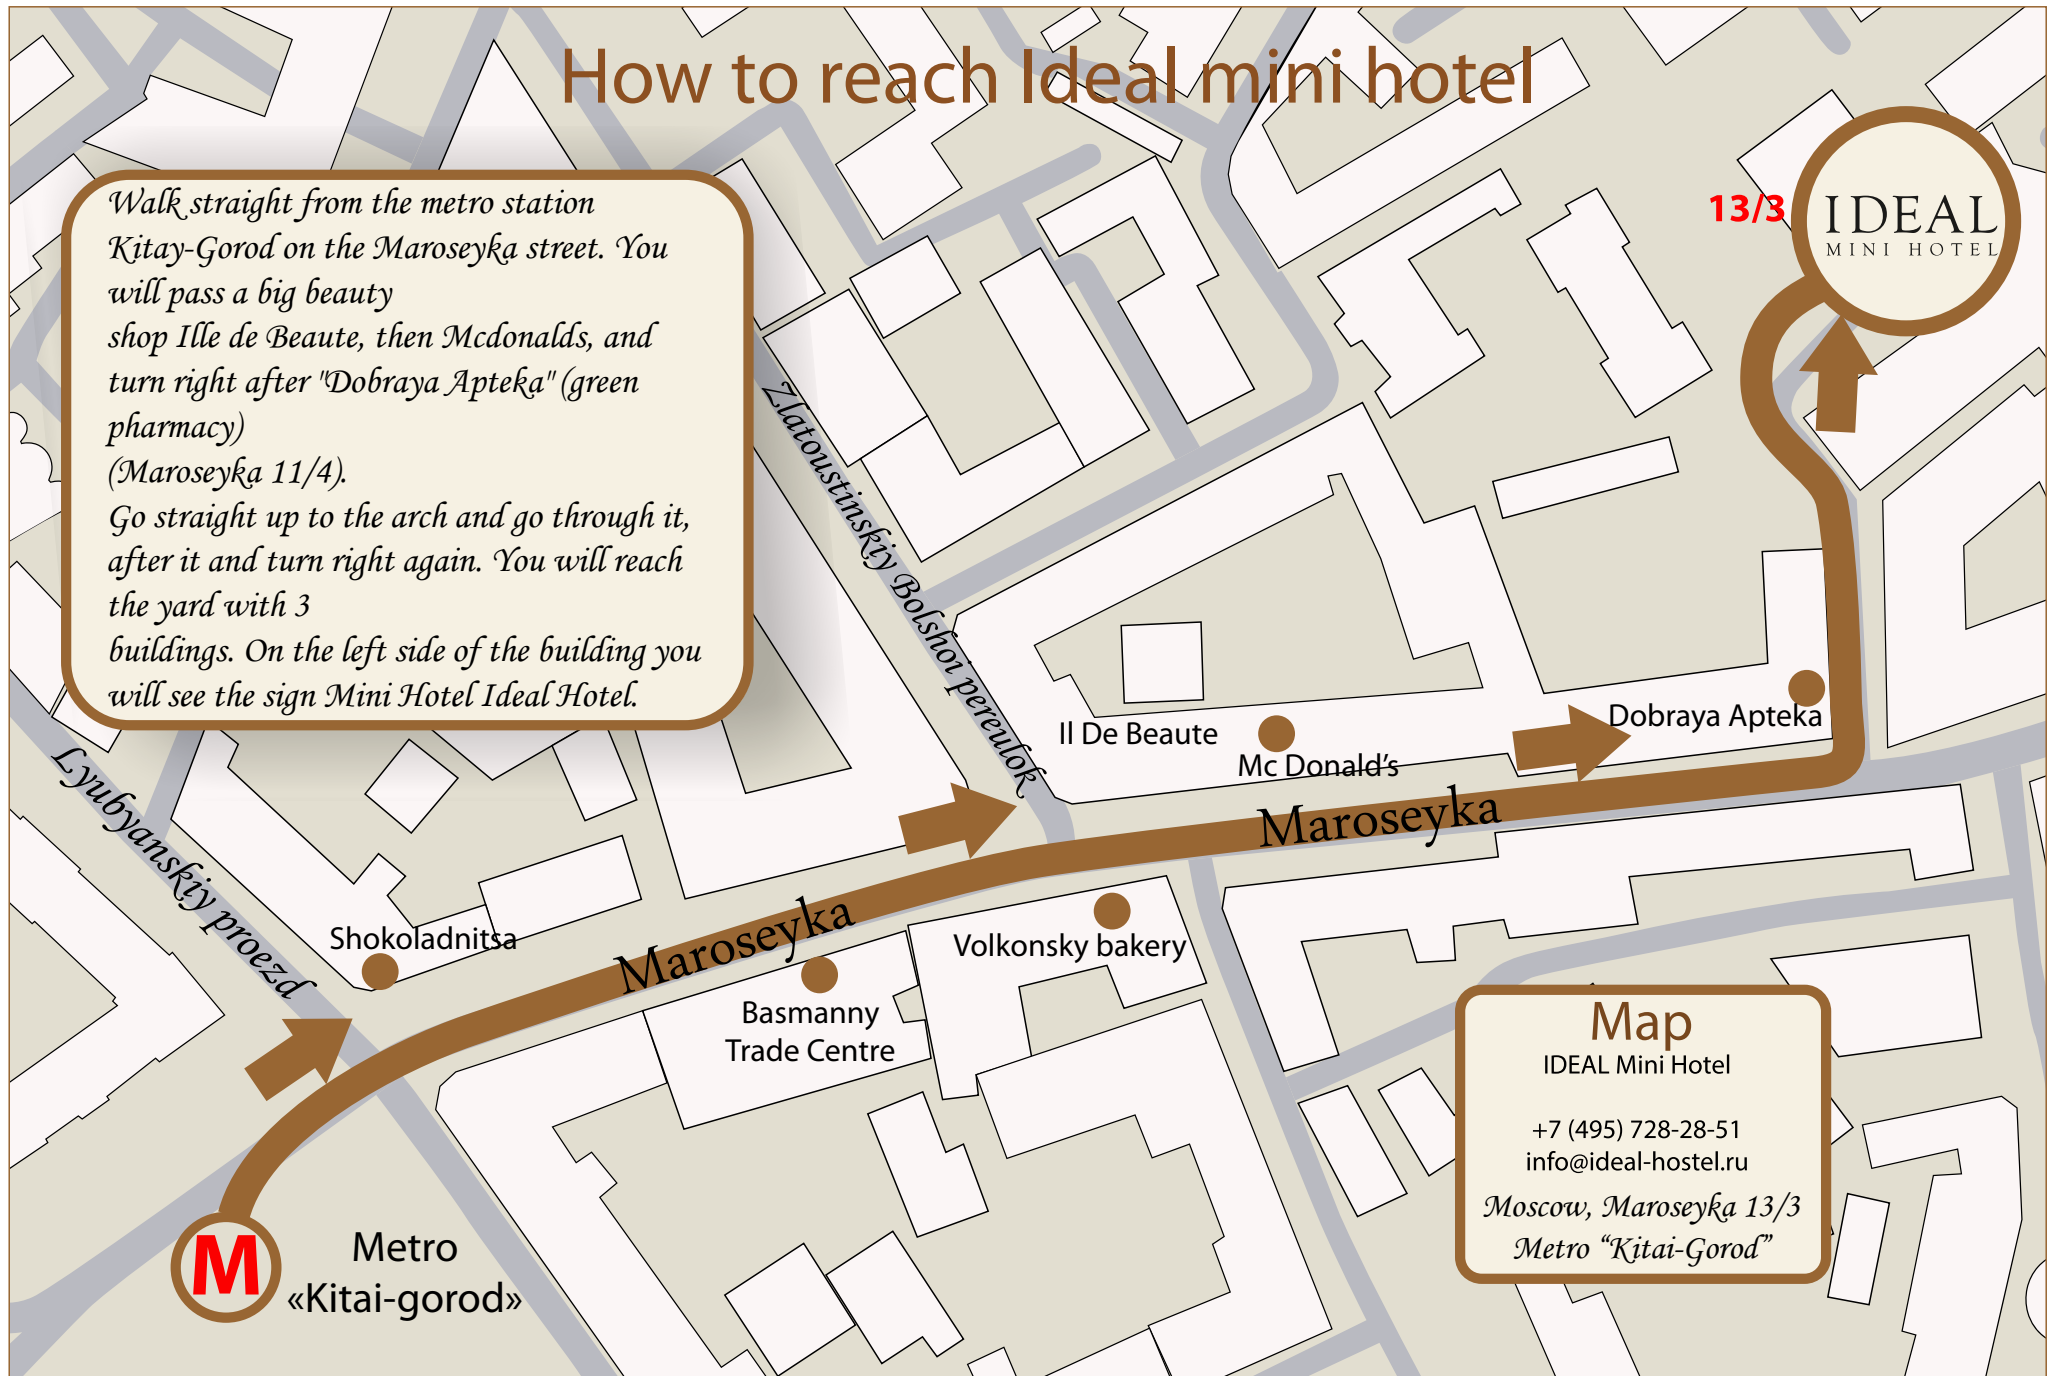 How to reach Ideal mini hotel
Walk straight from the metro station
Kitay-Gorod on the Maroseyka street. You
will pass a big beauty
shop Ille de Beaute, then Mcdonalds, and
turn right after "Dobraya Apteka" (green
pharmacy)
(Maroseyka 11/4).
Go straight up to the arch and go through it,
after it and turn right again. You will reach
the yard with 3
buildings. On the left side of the building you
will see the sign Mini Hotel Ideal Hotel.
13/3
IDEAL
MINI HOTEL
Zlatoustinskiy Bolshoi pereulok
Il De Beaute
Mc Donald's
Dobraya Apteka
Maroseyka
Lyubyanskiy proezd
Shokoladnitsa
Maroseyka
Volkonsky bakery
Basmanny
Trade Centre
M
Metro
«Kitai-gorod»
Map
IDEAL Mini Hotel
+7 (495) 728-28-51
info@ideal-hostel.ru
Moscow, Maroseyka 13/3
Metro “Kitai-Gorod”